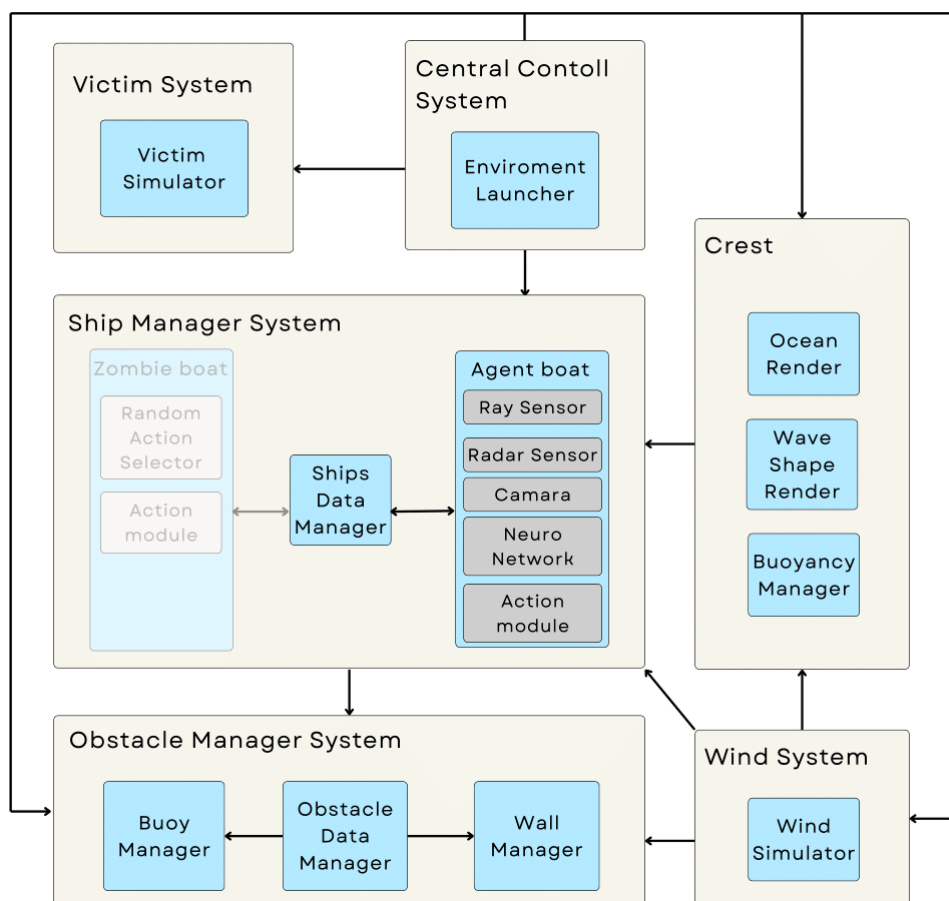 Victim System
Victim
Simulator
Central Contoll
System
Enviroment
Launcher
Crest
Ocean
Render
Wave
Shape
Render
Buoyancy
Manager
Ship Manager System
Zombie boat
Random
Action
Selector
Action
module
Ships
Data
Manager
Agent boat
Ray Sensor
Radar Sensor
Camara
Neuro
Network
Action
module
Obstacle Manager System
Buoy
Manager
Obstacle
Data
Manager
Wall
Manager
Wind System
Wind
Simulator